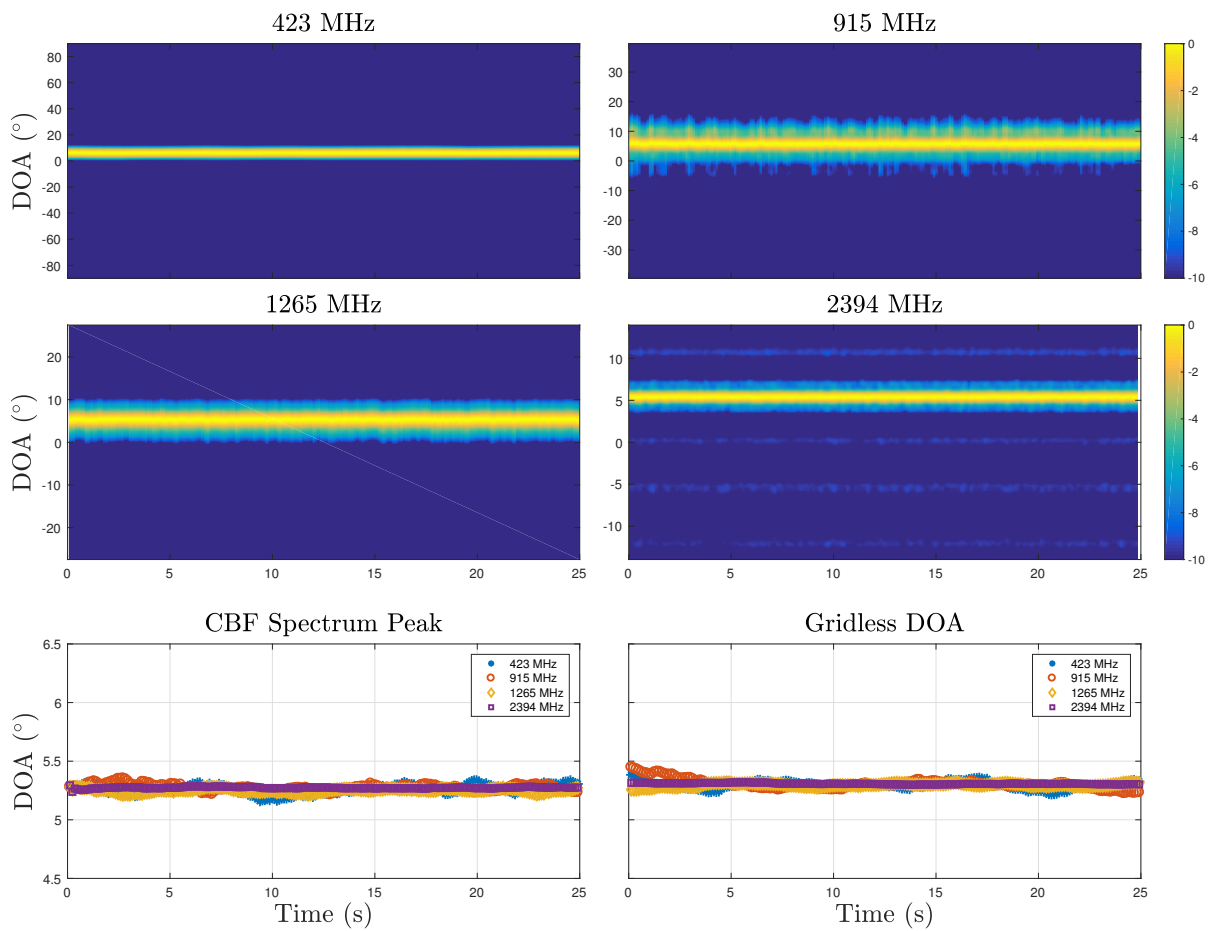 423 MHz
915 MHz
DOA (°)
80
60
40
20
0
-20
-40
-60
-80
30
20
10
0
-10
-20
-30
0
-2
-4
-6
-8
-10
1265 MHz
2394 MHz
DOA (°)
20
10
0
-10
-20
0 5 10 15 20 25
10
5
0
-5
-10
0 5 10 15 20 25
0
-2
-4
-6
-8
-10
CBF Spectrum Peak
Gridless DOA
DOA (°)
6.5
6
5.5
5
4.5
423 MHz
915 MHz
1265 MHz
2394 MHz
423 MHz
915 MHz
1265 MHz
2394 MHz
0 5 10 15 20 25
0 5 10 15 20 25
Time (s)
Time (s)